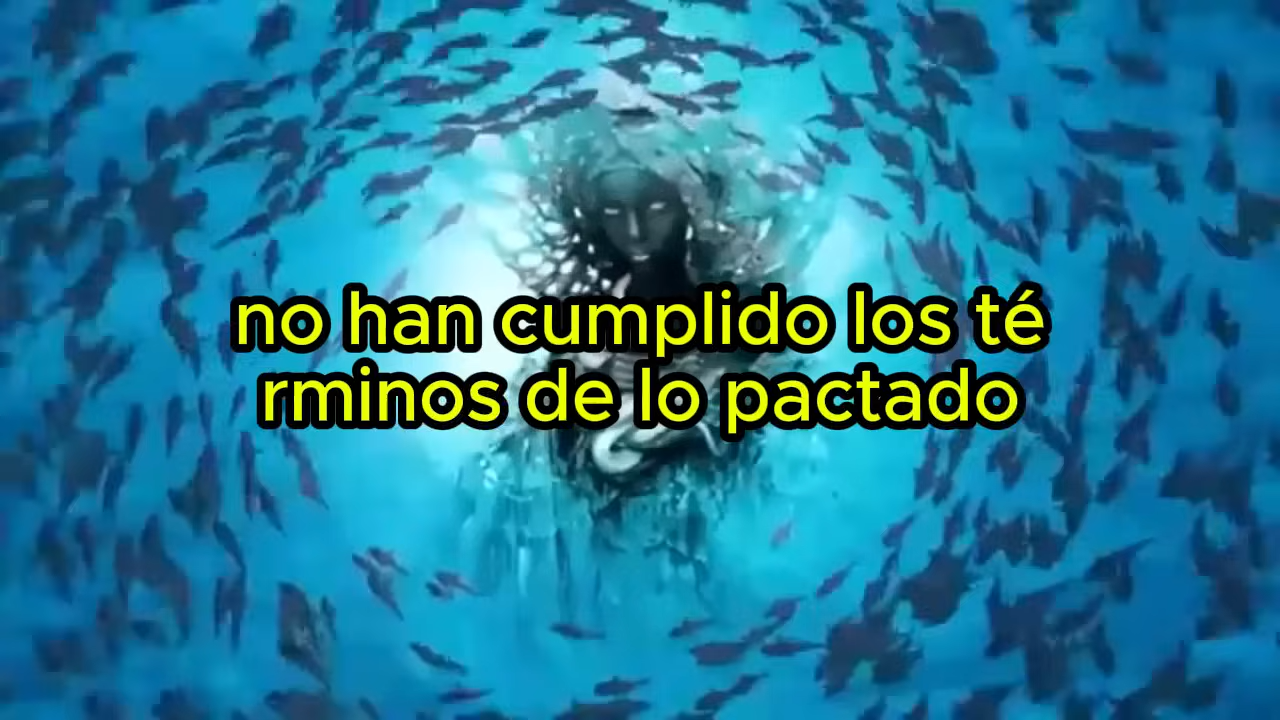 no han cumplido los té
rminos de lo pactado